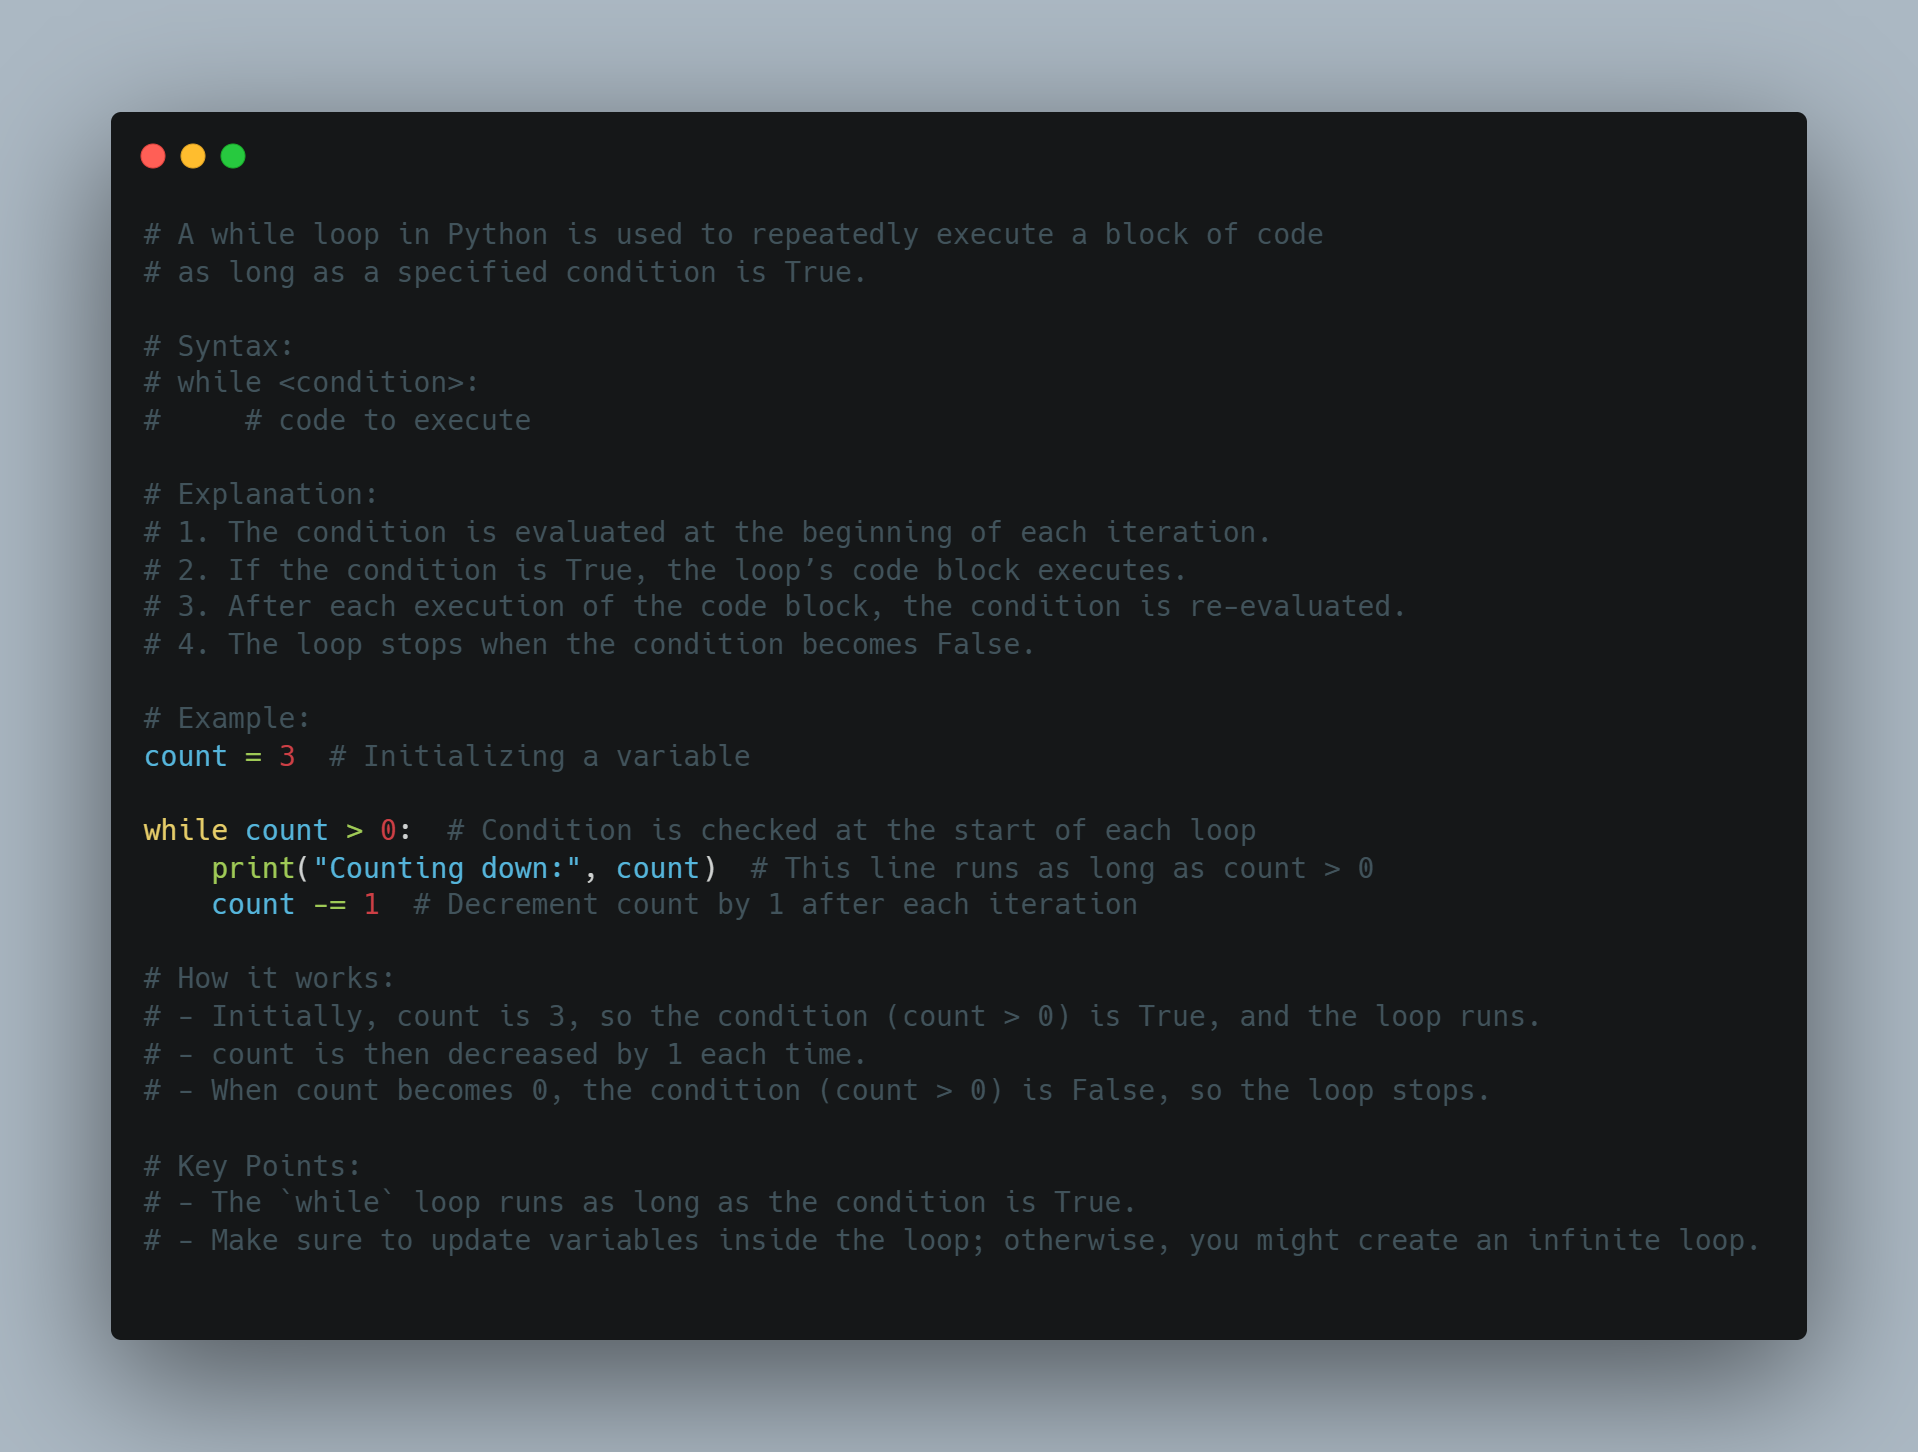 # A while loop in Python is used to repeatedly execute a block of code
# as long as a specified condition is True.

# Syntax:
# while <condition>:
#     # code to execute

# Explanation:
# 1. The condition is evaluated at the beginning of each iteration.
# 2. If the condition is True, the loop’s code block executes.
# 3. After each execution of the code block, the condition is re-evaluated.
# 4. The loop stops when the condition becomes False.

# Example:
count = 3  # Initializing a variable

while count > 0:  # Condition is checked at the start of each loop
    print("Counting down:", count)  # This line runs as long as count > 0
    count -= 1  # Decrement count by 1 after each iteration

# How it works:
# - Initially, count is 3, so the condition (count > 0) is True, and the loop runs.
# - count is then decreased by 1 each time.
# - When count becomes 0, the condition (count > 0) is False, so the loop stops.

# Key Points:
# - The `while` loop runs as long as the condition is True.
# - Make sure to update variables inside the loop; otherwise, you might create an infinite loop.